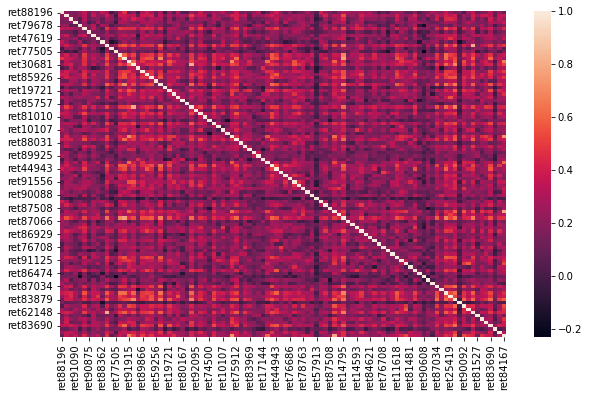 ret88196
ret79678
ret47619
ret77505
ret30681
ret85926
ret19721
ret85757
ret81010
ret10107
ret88031
ret89925
ret44943
ret91556
ret90088
ret87508
ret87066
ret86929
ret76708
ret91125
ret86474
ret87034
ret83879
ret62148
ret83690
ret88196
ret91090
ret90875
ret88362
ret77505
ret91915
ret89866
ret59256
ret19721
ret80167
ret92095
ret74500
ret10107
ret75912
ret83969
ret17144
ret44943
ret76686
ret78763
ret57913
ret87508
ret14795
ret14593
ret84621
ret76708
ret11618
ret81481
ret90608
ret87034
ret25419
ret90092
ret81527
ret83690
ret84167
1.0
0.8
0.6
0.4
0.2
0.0
−0.2